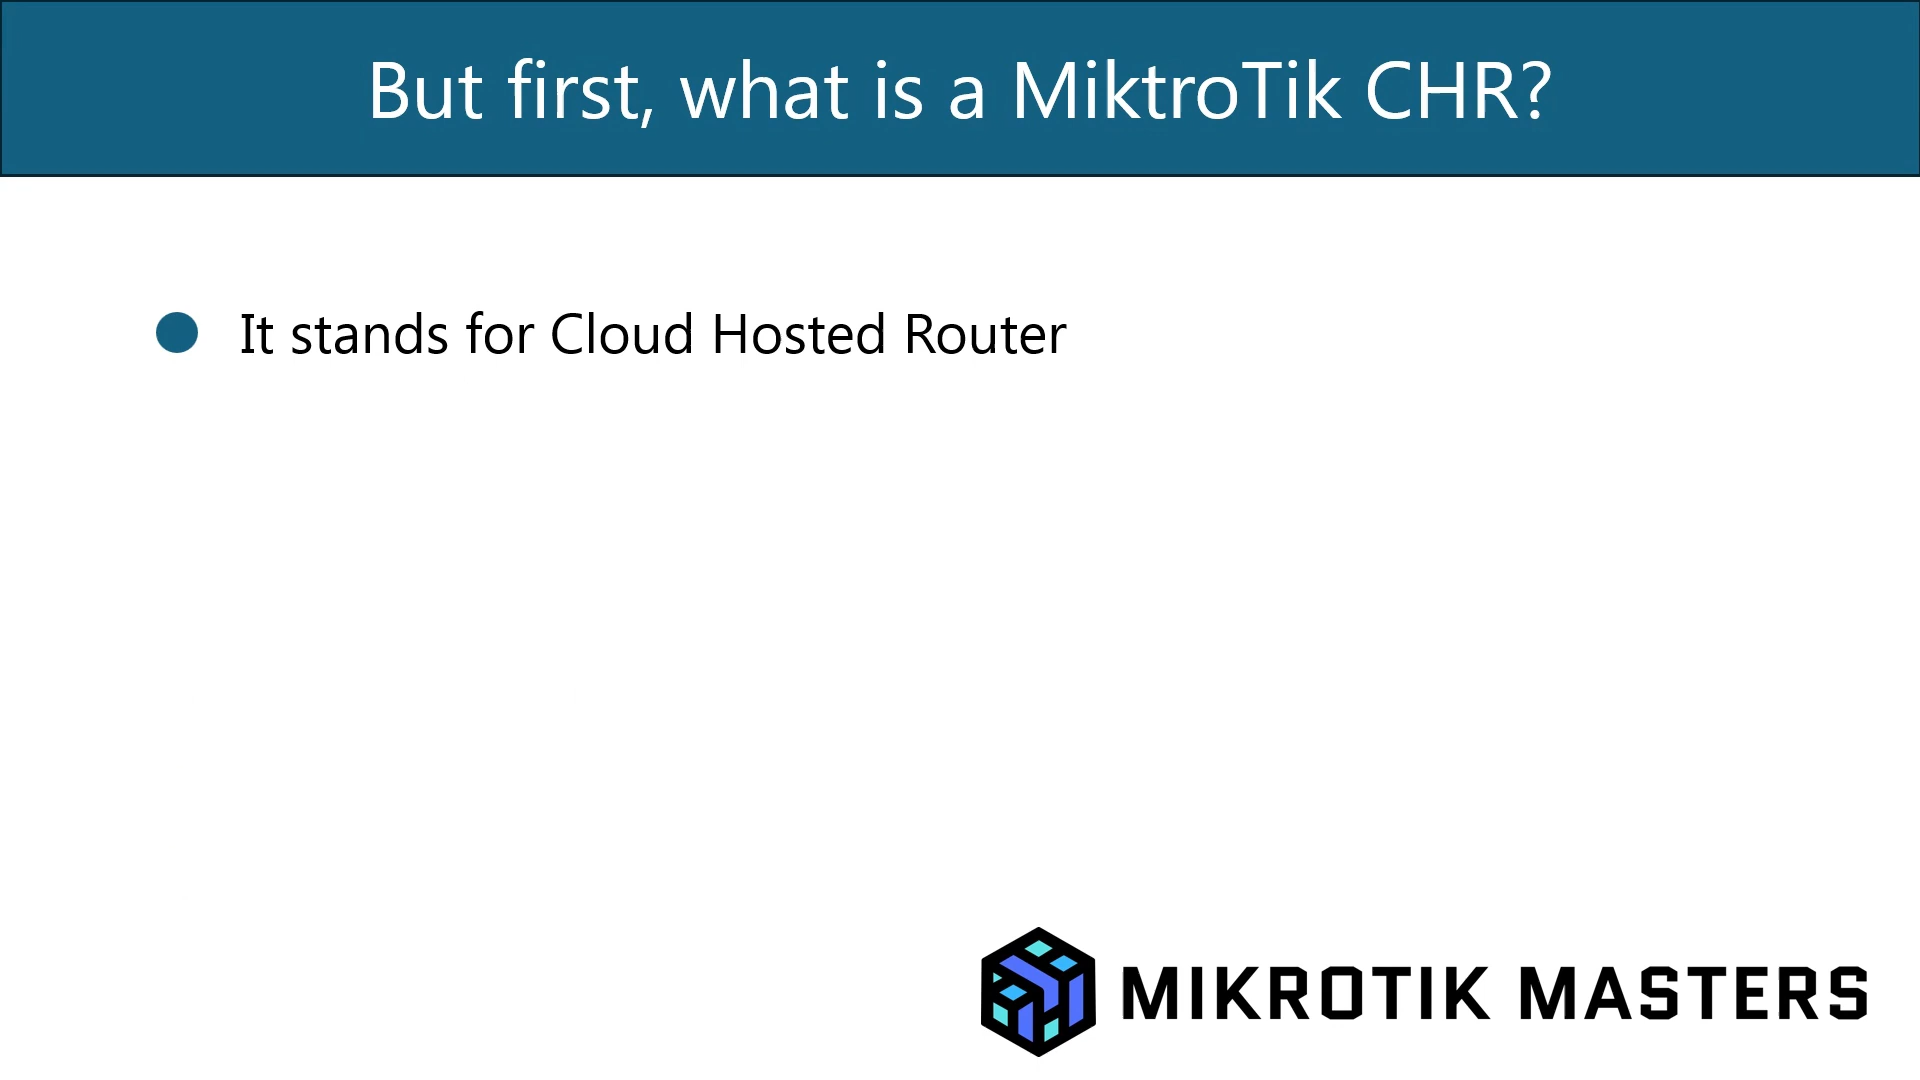 But first, what is a MiktroTik CHR?
It stands for Cloud Hosted Router
MIKROTIK MASTERS